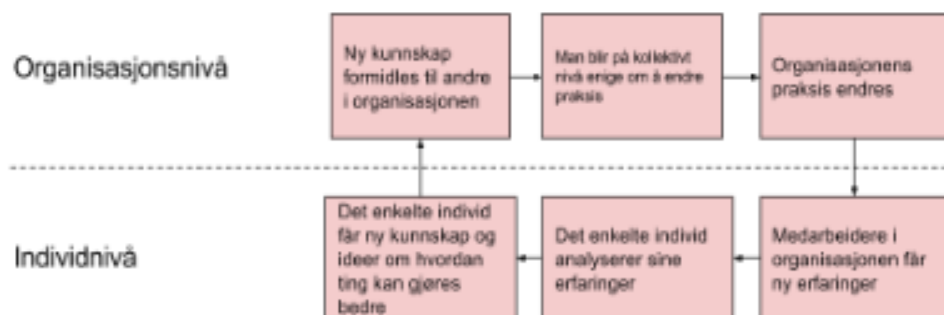 Organisasjonsnivå
Ny kunnskap
formidles til andre
i organisasjonen
Man blir på kollektivt
nivå enige om å endre
praksis
Organisasjonens
praksis endres
Individnivå
Det enkelte individ
får ny kunnskap og
ideer om hvordan
ting kan gjøres
bedre
Det enkelte individ
analyserer sine
erfaringer
Medarbeidere i
organisasjonen får
ny erfaringer